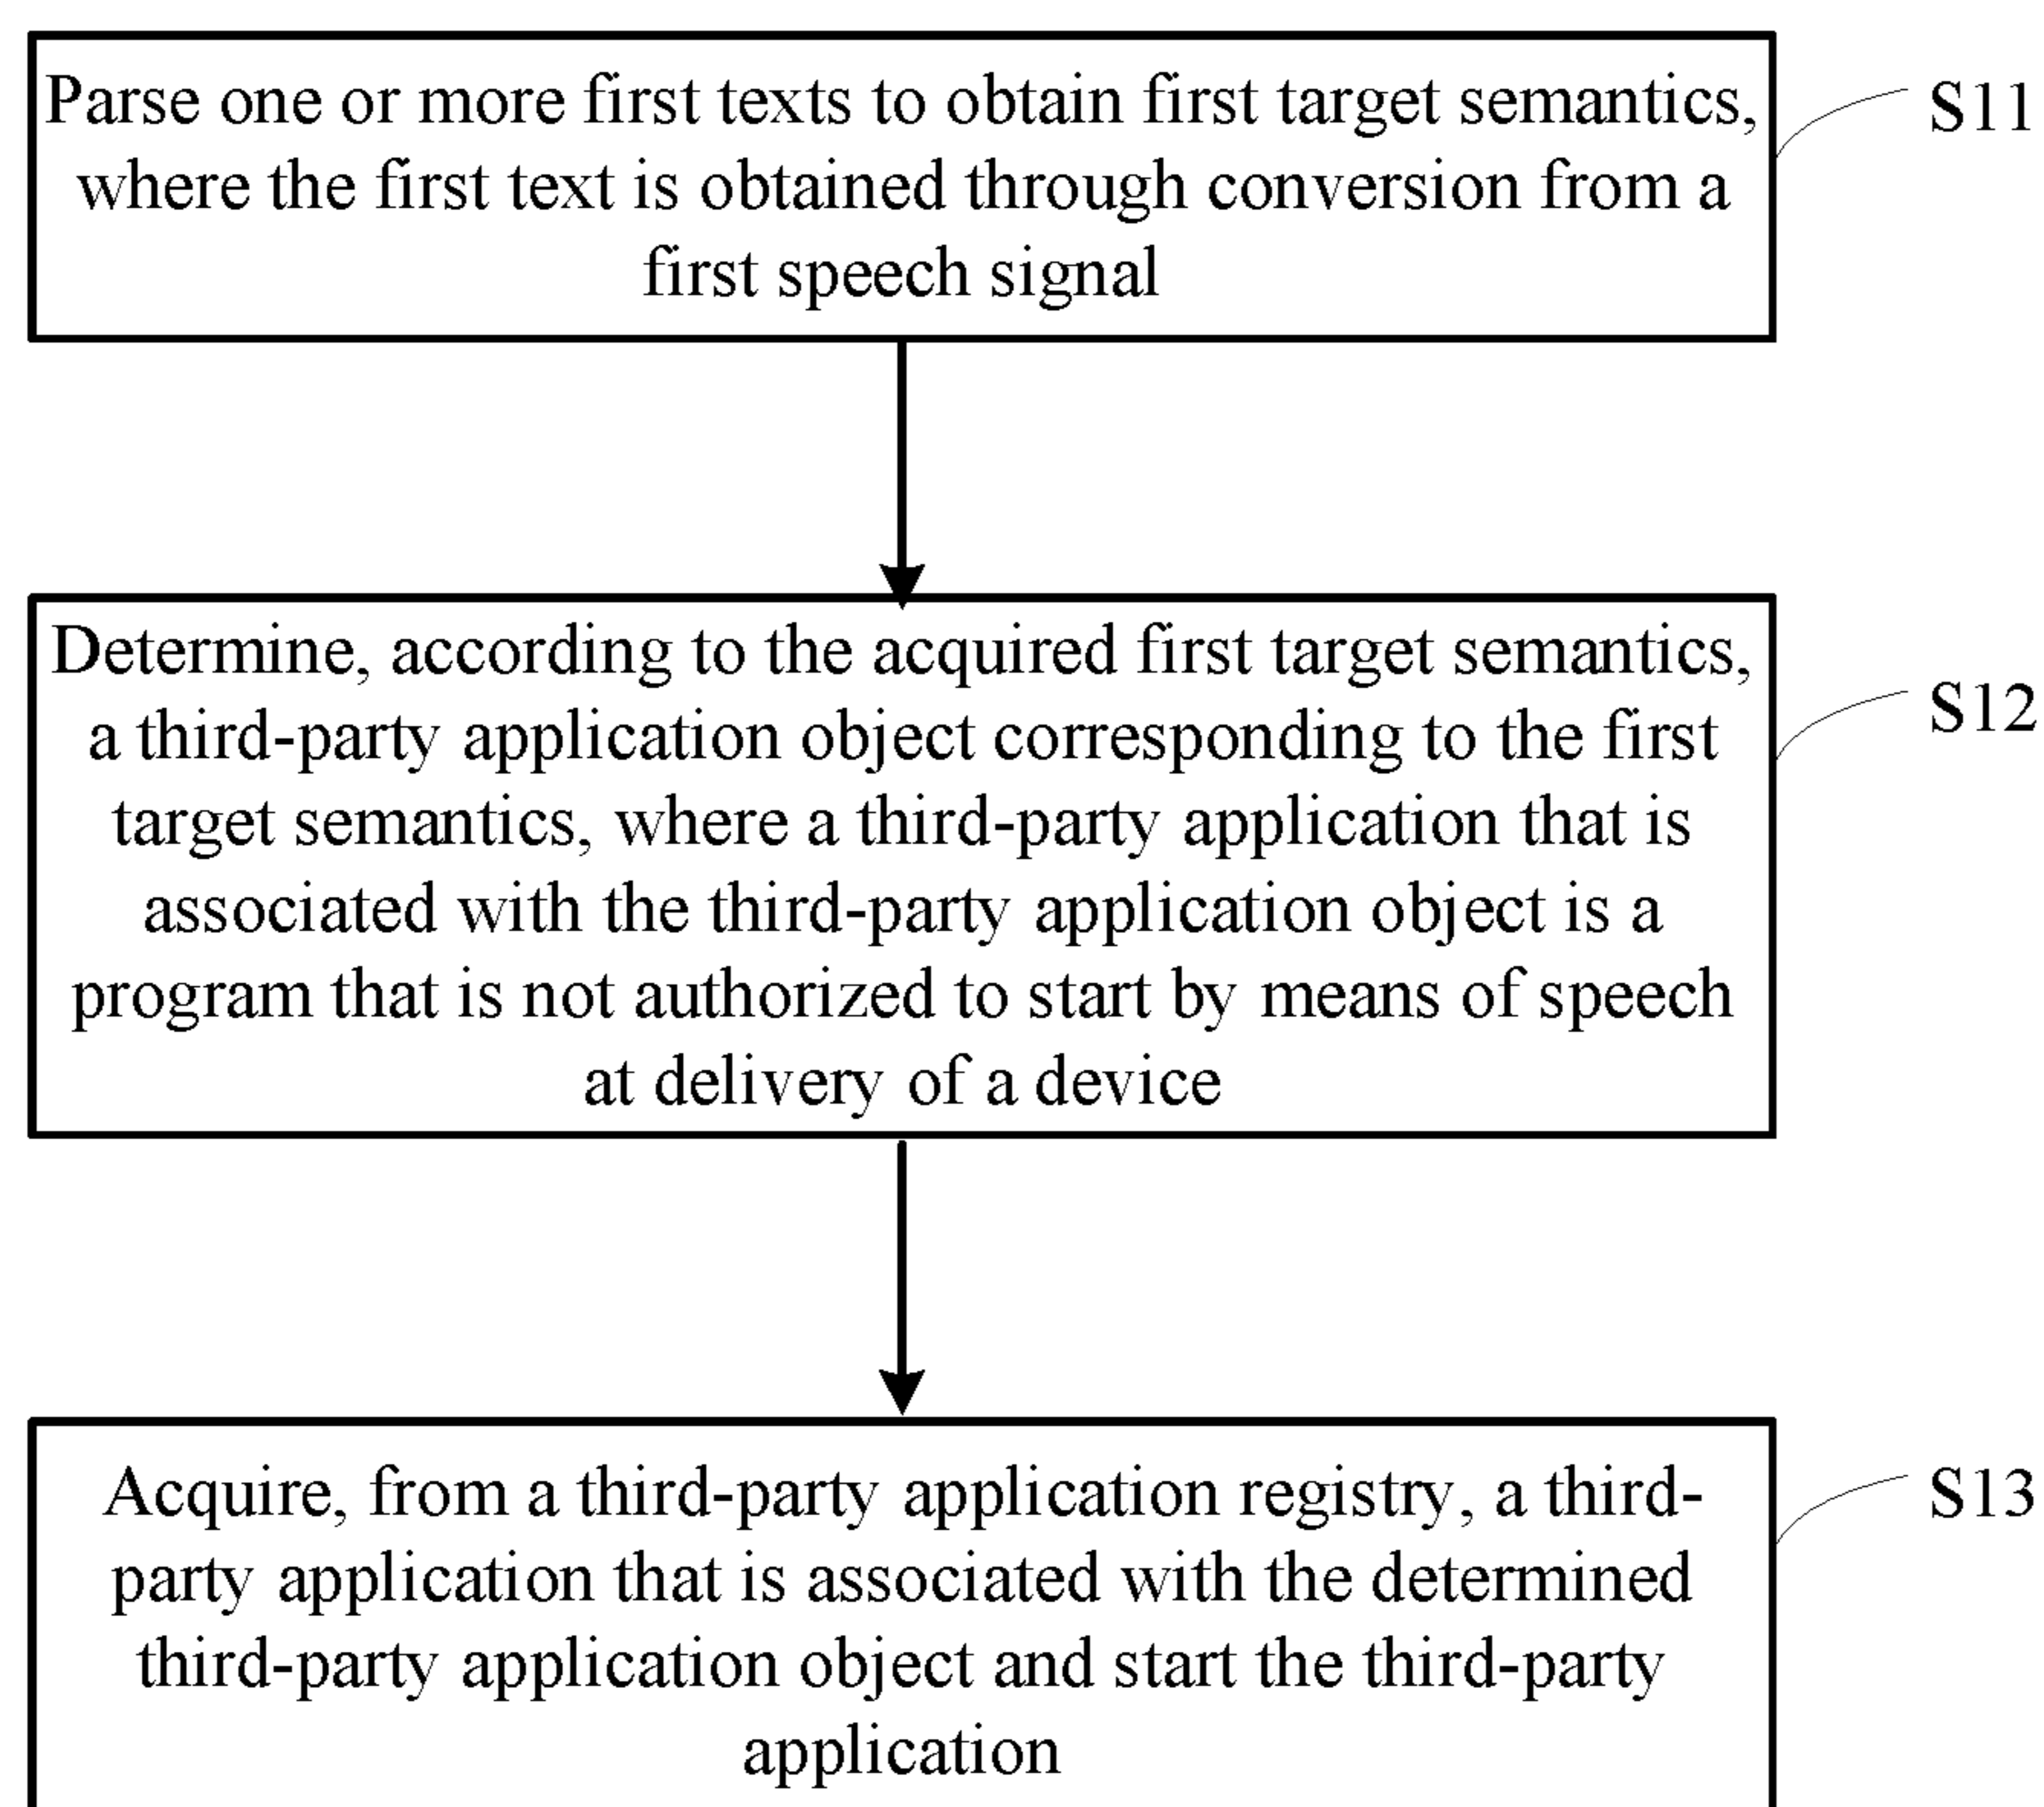 Parse one or more first texts to obtain first target semantics,
where the first text is obtained through conversion from a
first speech signal
S11
Determine, according to the acquired first target semantics,
a third-party application object corresponding to the first
target semantics, where a third-party application that is
associated with the third-party application object is a
program that is not authorized to start by means of speech
at delivery of a device
S12
Acquire, from a third-party application registry, a third-
party application that is associated with the determined
third-party application object and start the third-party
application
S13